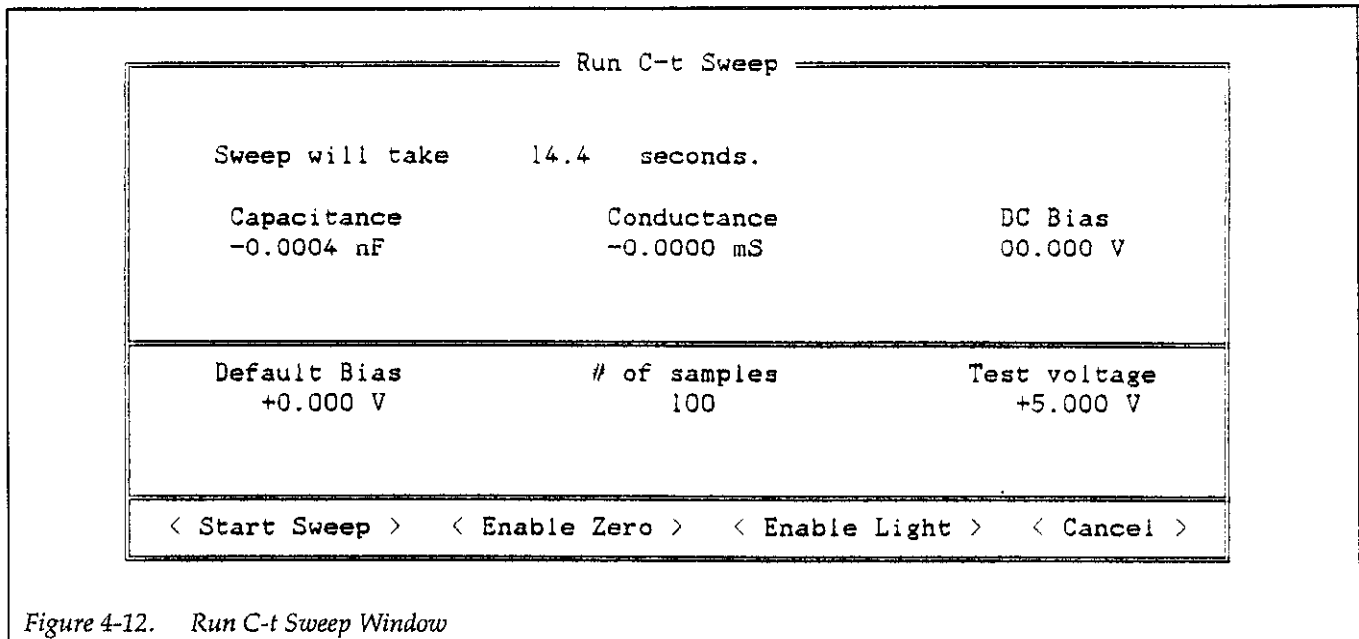 Run C-t Sweep
Sweep will take 14.4 seconds.
Capacitance Conductance DC Bias
-0.0004 nF -0.0000 mS 00.000 V
Default Bias # of samples Test voltage
+0.000 V 100 +5.000 V
< Start Sweep > < Enable Zero > < Enable Light > < Cancel >
Figure 4-12. Run C-t Sweep Window